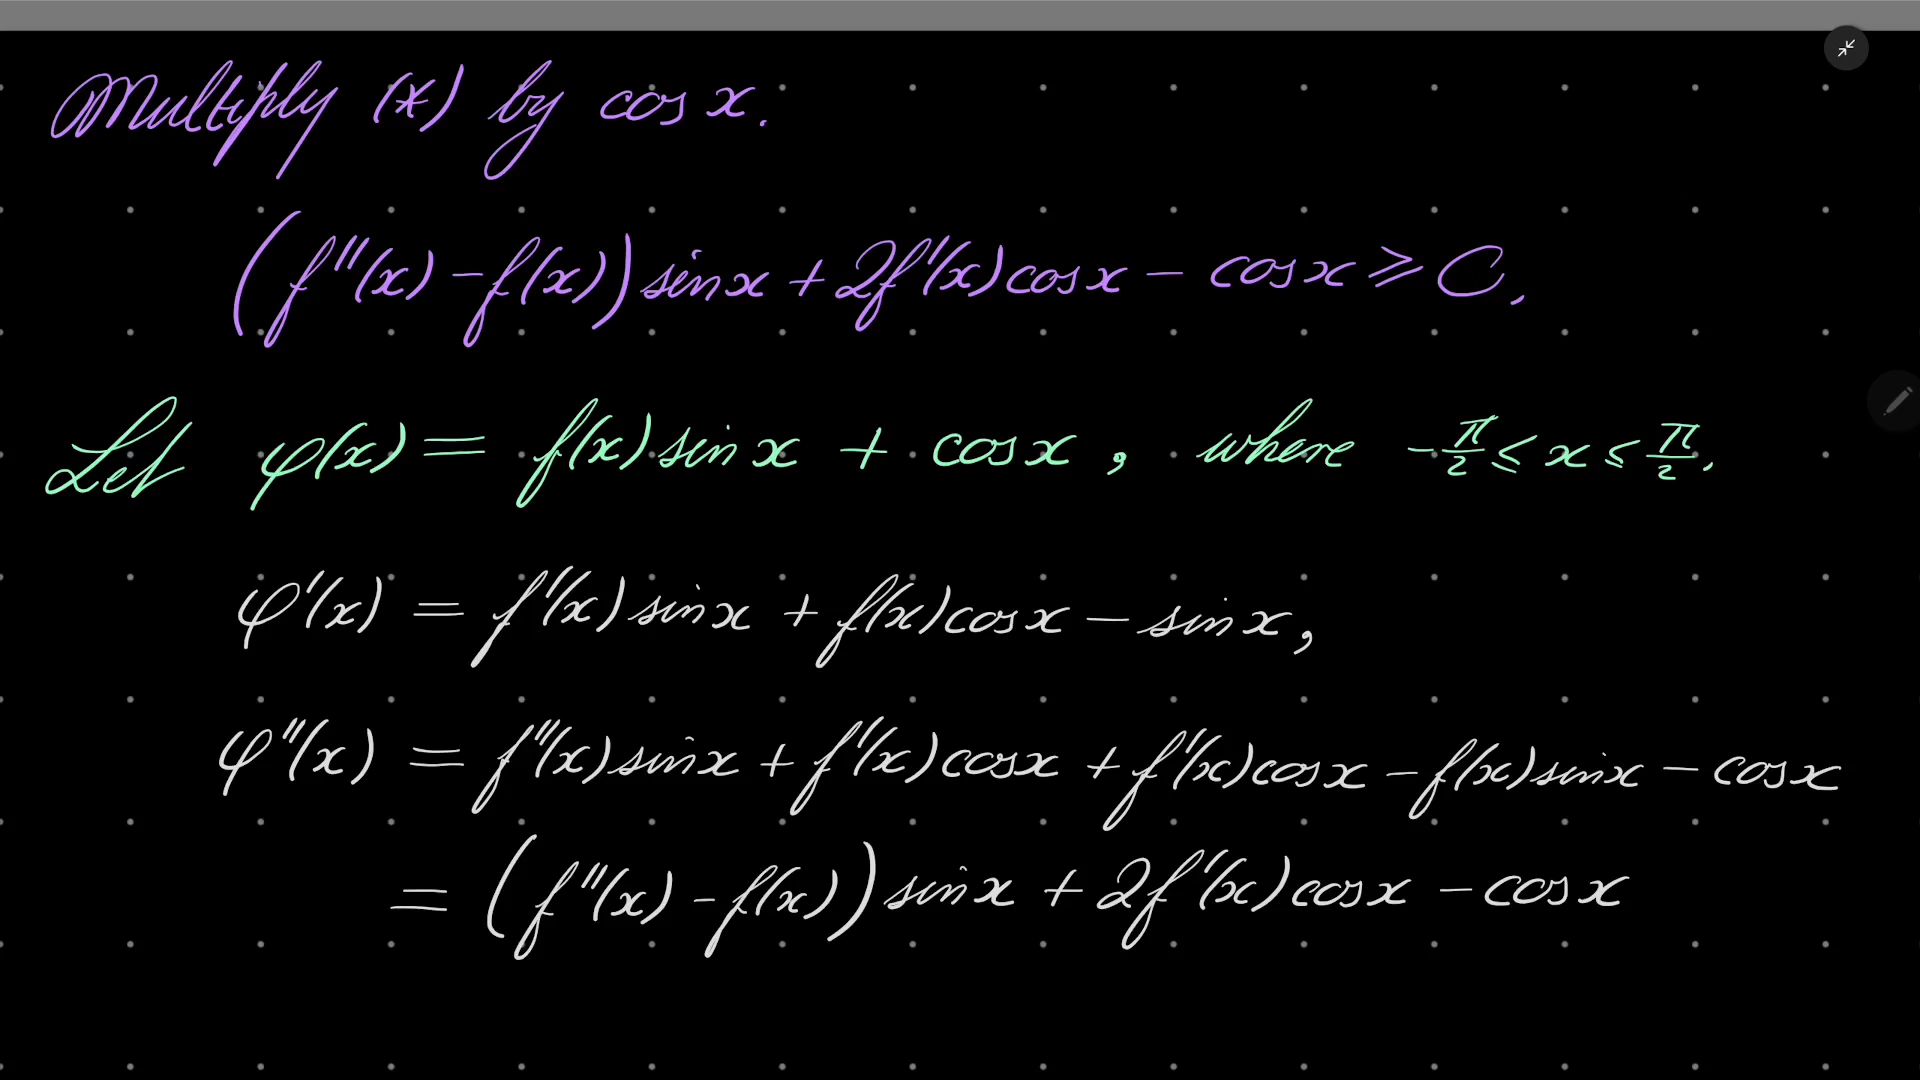 Multiply (*) by cos x.
(f''(x) - f(x)) sin x + 2f'(x) cos x - cos x ⩾ 0,
Let φ(x) = f(x) sin x + cos x , where -π/2 ≤ x ≤ π/2.
φ'(x) = f'(x) sin x + f(x) cos x - sin x,
φ''(x) = f''(x) sin x + f'(x) cos x + f'(x) cos x - f(x) sin x - cos x
= (f''(x) - f(x)) sin x + 2f'(x) cos x - cos x